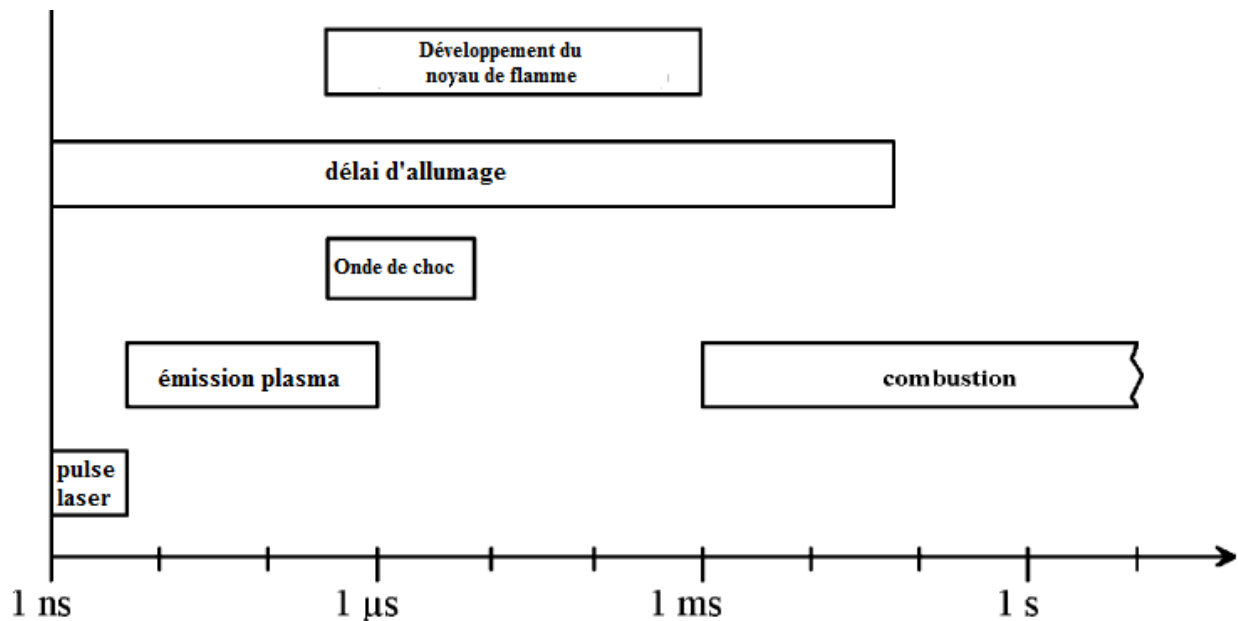 Développement du
noyau de flamme
délai d'allumage
Onde de choc
émission plasma
combustion
pulse
laser
1 ns
1 µs
1 ms
1 s